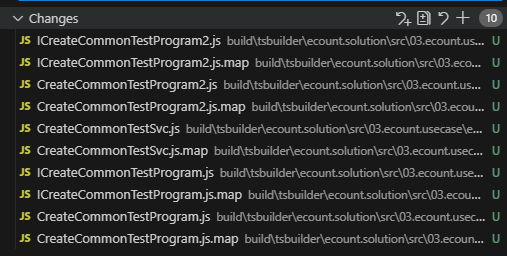 Changes 10
JS ICreateCommonTestProgram2.js build\tsbuilder\ecount.solution\src\03.ecount.us... U
JS ICreateCommonTestProgram2.js.map build\tsbuilder\ecount.solution\src\03.eco... U
JS CreateCommonTestProgram2.js build\tsbuilder\ecount.solution\src\03.ecount.us... U
JS CreateCommonTestProgram2.js.map build\tsbuilder\ecount.solution\src\03.ecou... U
JS CreateCommonTestSvc.js build\tsbuilder\ecount.solution\src\03.ecount.usecase\e... U
JS CreateCommonTestSvc.js.map build\tsbuilder\ecount.solution\src\03.ecount.usec... U
JS ICreateCommonTestProgram.js build\tsbuilder\ecount.solution\src\03.ecount.us... U
JS ICreateCommonTestProgram.js.map build\tsbuilder\ecount.solution\src\03.ecou... U
JS CreateCommonTestProgram.js build\tsbuilder\ecount.solution\src\03.ecount.usec... U
JS CreateCommonTestProgram.js.map build\tsbuilder\ecount.solution\src\03.ecoun... U